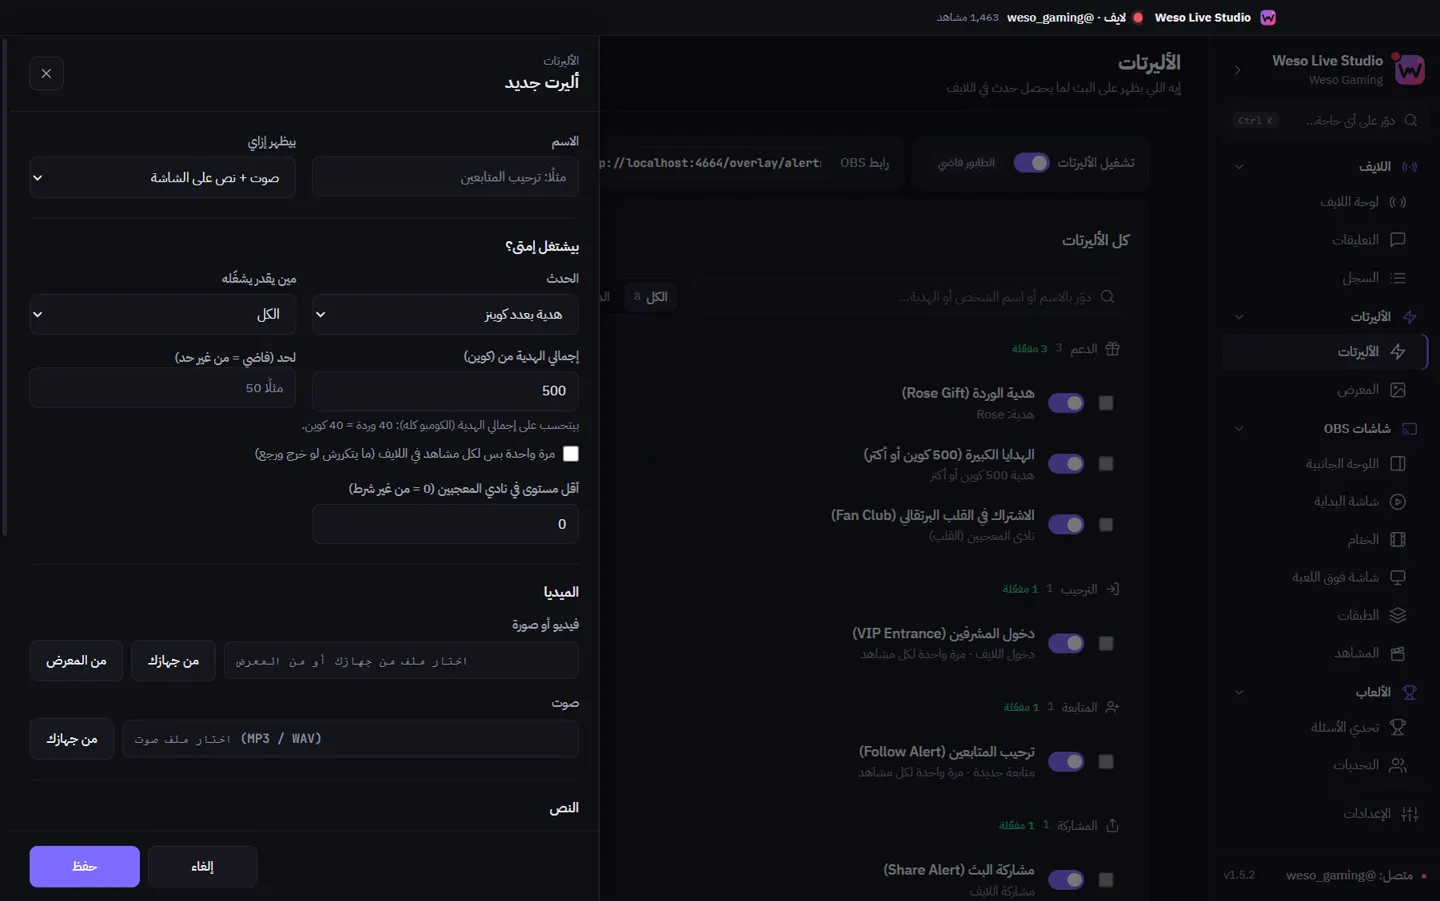 Weso Live Studio
لايف · @weso_gaming
1,463 مشاهد
Weso Live Studio
Weso Gaming
دوّر على أي حاجة...
Ctrl K
اللايف
لوحة اللايف
التعليقات
السجل
الأليرتات
الأليرتات
المعرض
شاشات OBS
اللوحة الجانبية
شاشة البداية
الختام
شاشة فوق اللعبة
الطبقات
المشاهد
الألعاب
تحدي الأسئلة
التحديات
الإعدادات
متصل: @weso_gaming
v1.5.2
الأليرتات
إيه اللي يظهر على البث لما يحصل حدث في اللايف
تشغيل الأليرتات
الطابور فاضي
رابط OBS
p://localhost:4664/overlay/alert:
كل الأليرتات
دوّر بالاسم أو اسم الشخص أو الهدية...
الكل 8
الدعم 3 3 مفعّلة
هدية الوردة (Rose Gift)
هدية: Rose
الهدايا الكبيرة (500 كوين أو أكتر)
هدية 500 كوين أو أكتر
الاشتراك في القلب البرتقالي (Fan Club)
نادي المعجبين (القلب)
الترحيب 1 1 مفعّلة
دخول المشرفين (VIP Entrance)
دخول اللايف · مرة واحدة لكل مشاهد
المتابعة 1 1 مفعّلة
ترحيب المتابعين (Follow Alert)
متابعة جديدة · مرة واحدة لكل مشاهد
المشاركة 1 1 مفعّلة
مشاركة البث (Share Alert)
مشاركة اللايف
الأليرتات
أليرت جديد
الاسم
مثلًا: ترحيب المتابعين
بيظهر إزاي
صوت + نص على الشاشة
بيشتغل إمتى؟
الحدث
هدية بعدد كوينز
مين يقدر يشغّله
الكل
إجمالي الهدية من (كوين)
500
لحد (فاضي = من غير حد)
مثلًا 50
بيتحسب على إجمالي الهدية (الكومبو كله): 40 وردة = 40 كوين.
مرة واحدة بس لكل مشاهد في اللايف (ما يتكررش لو خرج ورجع)
أقل مستوى في نادي المعجبين (0 = من غير شرط)
0
الميديا
فيديو أو صورة
اختار ملف من جهازك أو من المعرض
من جهازك
من المعرض
صوت
اختار ملف صوت (MP3 / WAV)
من جهازك
النص
إلغاء
حفظ